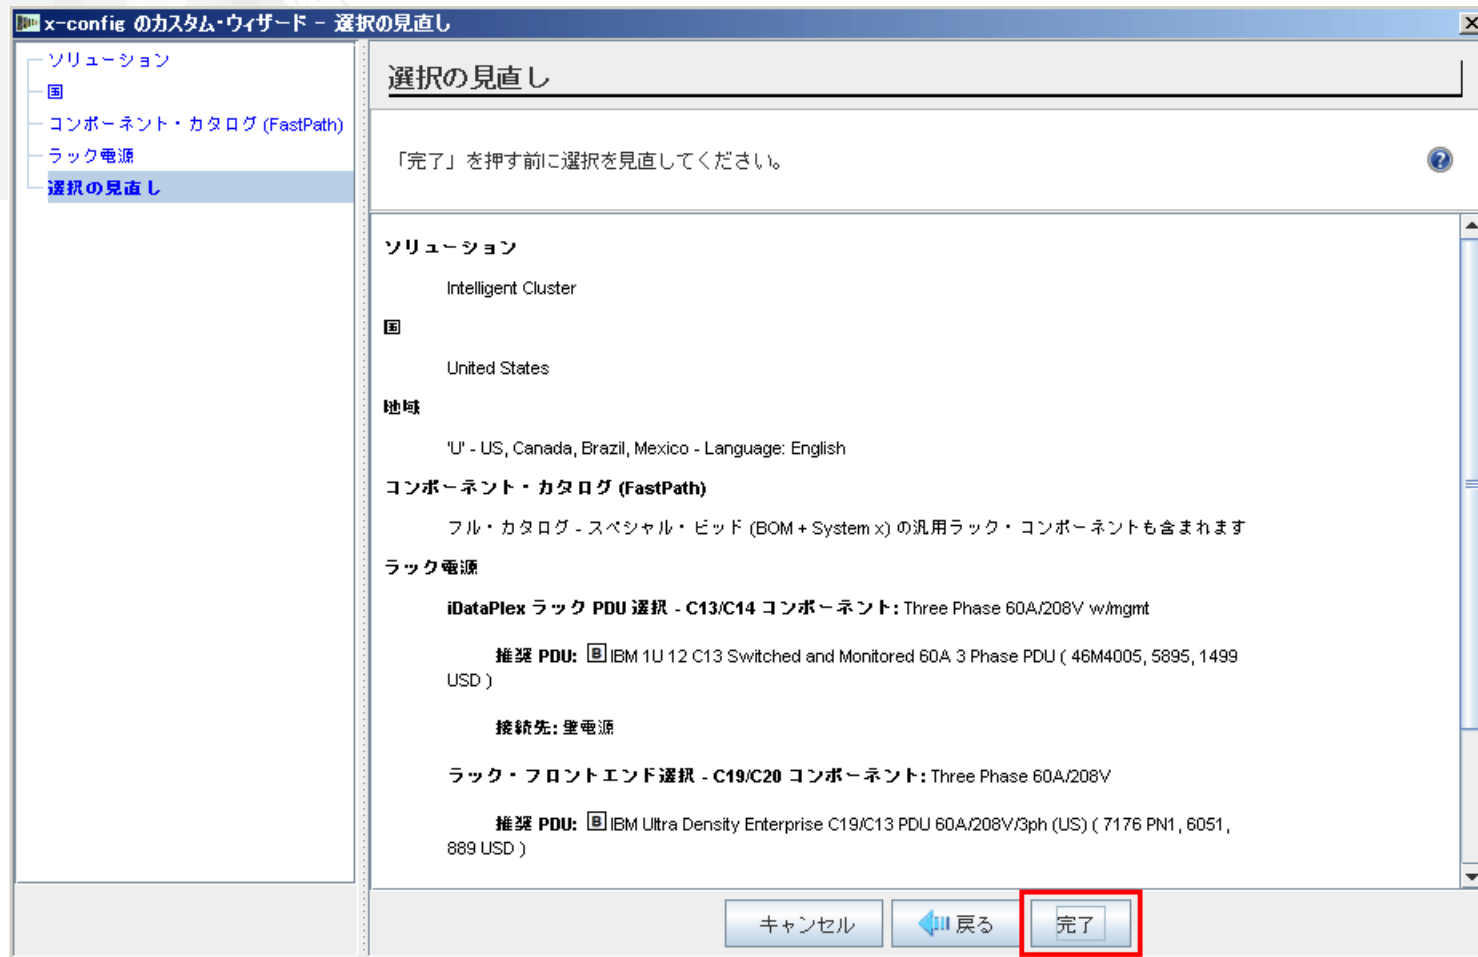 x-config のカスタム・ウィザード - 選択の見直し
ソリューション
国
コンポーネント・カタログ (FastPath)
ラック電源
選択の見直し
選択の見直し
「完了」を押す前に選択を見直してください。
ソリューション
Intelligent Cluster
国
United States
地域
'U' - US, Canada, Brazil, Mexico - Language: English
コンポーネント・カタログ (FastPath)
フル・カタログ - スペシャル・ビッド (BOM + System x) の汎用ラック・コンポーネントも含まれます
ラック電源
iDataPlex ラック PDU 選択 - C13/C14 コンポーネント: Three Phase 60A/208V w/mgmt
推奨 PDU: B IBM 1U 12 C13 Switched and Monitored 60A 3 Phase PDU ( 46M4005, 5895, 1499
USD )
接続先: 壁電源
ラック・フロントエンド選択 - C19/C20 コンポーネント: Three Phase 60A/208V
推奨 PDU: B IBM Ultra Density Enterprise C19/C13 PDU 60A/208V/3ph (US) ( 7176 PN1, 6051,
889 USD )
キャンセル
戻る
完了